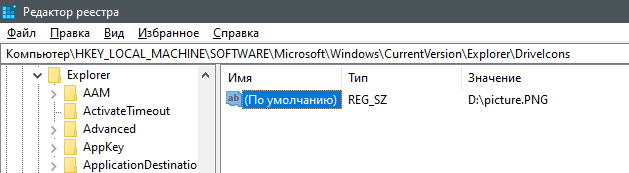 Редактор реестра
Файл Правка Вид Избранное Справка
Компьютер\HKEY_LOCAL_MACHINE\SOFTWARE\Microsoft\Windows\CurrentVersion\Explorer\DriveIcons
Explorer
AAM
ActivateTimeout
Advanced
AppKey
ApplicationDestinatio
Имя Тип Значение
ab (По умолчанию) REG_SZ D:\picture.PNG